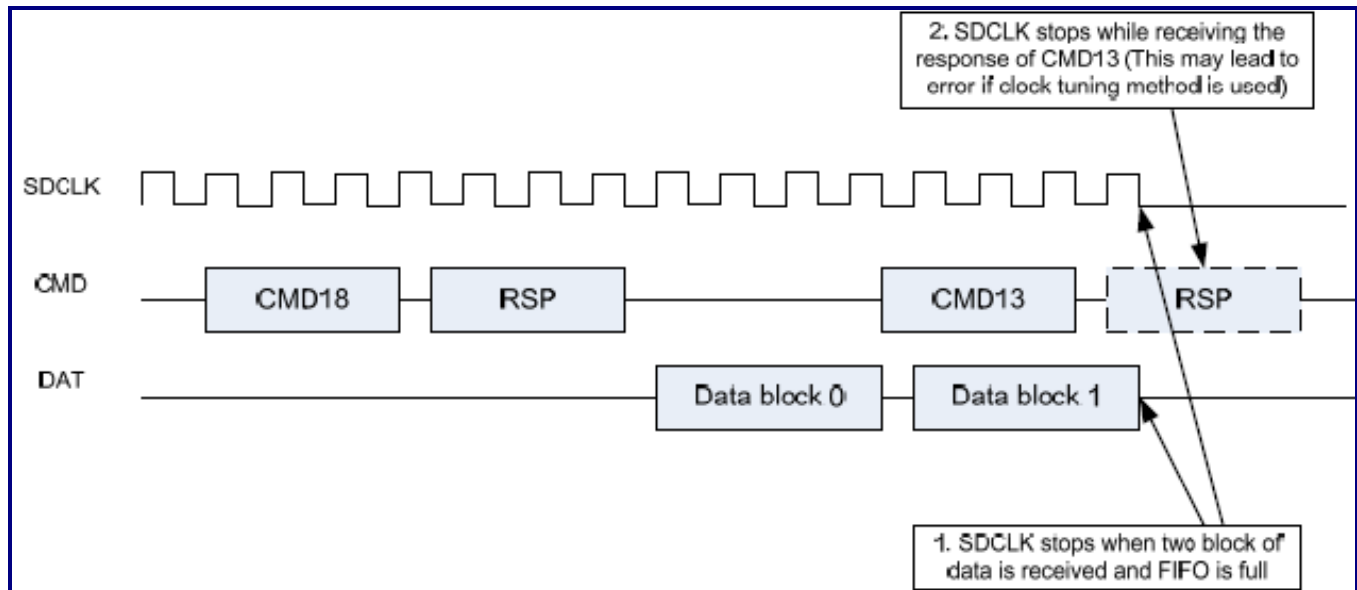 2. SDCLK stops while receiving the
response of CMD13 (This may lead to
error if clock tuning method is used)
SDCLK
CMD
CMD18
RSP
CMD13
RSP
DAT
Data block 0
Data block 1
1. SDCLK stops when two block of
data is received and FIFO is full